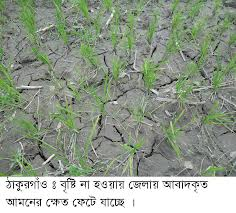 ঠাকুরগাঁও ঃ বৃষ্টি না হওয়ায় জেলায় আবাদকৃত
আমনের ক্ষেত ফেটে যাচ্ছে ।